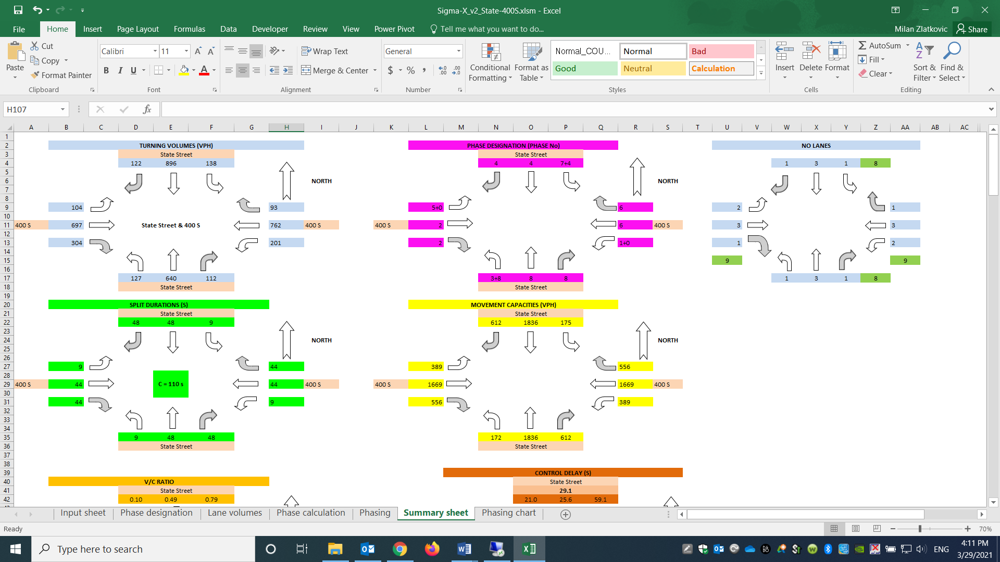 Sigma-X_v2_State-400S.xlsm - Excel
File Home Insert Page Layout Formulas Data Developer Review View Power Pivot Tell me what you want to do... Milan Zlatkovic Share
Paste
Cut
Copy
Format Painter
Clipboard
Calibri 11
B I U
Font
Wrap Text
Merge & Center
Alignment
General
$ % ,
Number
Conditional Formatting
Format as Table
Normal_COU... Normal Bad
Good Neutral Calculation
Styles
Insert Delete Format
Cells
AutoSum
Fill
Clear
Sort & Filter
Find & Select
Editing
H107 fx
A B C D E F G H I J K L M N O P Q R S T U V W X Y Z AA AB AC
1
2 TURNING VOLUMES (VPH) PHASE DESIGNATION (PHASE No) NO LANES
3 State Street State Street
4 122 896 138 4 4 7+4 1 3 1 8
5
6 NORTH NORTH
7
8
9 104 93 5+0 6 2 1
10
11 400 S 697 State Street & 400 S 762 400 S 400 S 2 6 400 S 3 3
12
13 304 201 2 1+0 1 2
14
15 9 9
16
17 127 640 112 3+8 8 8 1 3 1 8
18 State Street State Street
19
20 SPLIT DURATIONS (S) MOVEMENT CAPACITIES (VPH)
21 State Street State Street
22 48 48 9 612 1836 175
23
24 NORTH NORTH
25
26
27 9 44 389 556
28
29 400 S 44 C = 110 s 44 400 S 400 S 1669 1669 400 S
30
31 44 9 556 389
32
33
34
35 9 48 48 172 1836 612
36 State Street State Street
37
38
39 CONTROL DELAY (S)
40 V/C RATIO State Street
41 State Street 29.1
42 0.10 0.49 0.79 21.0 25.6 59.1
Input sheet Phase designation Lane volumes Phase calculation Phasing Summary sheet Phasing chart
Ready 70%
Type here to search ENG 4:11 PM
3/29/2021